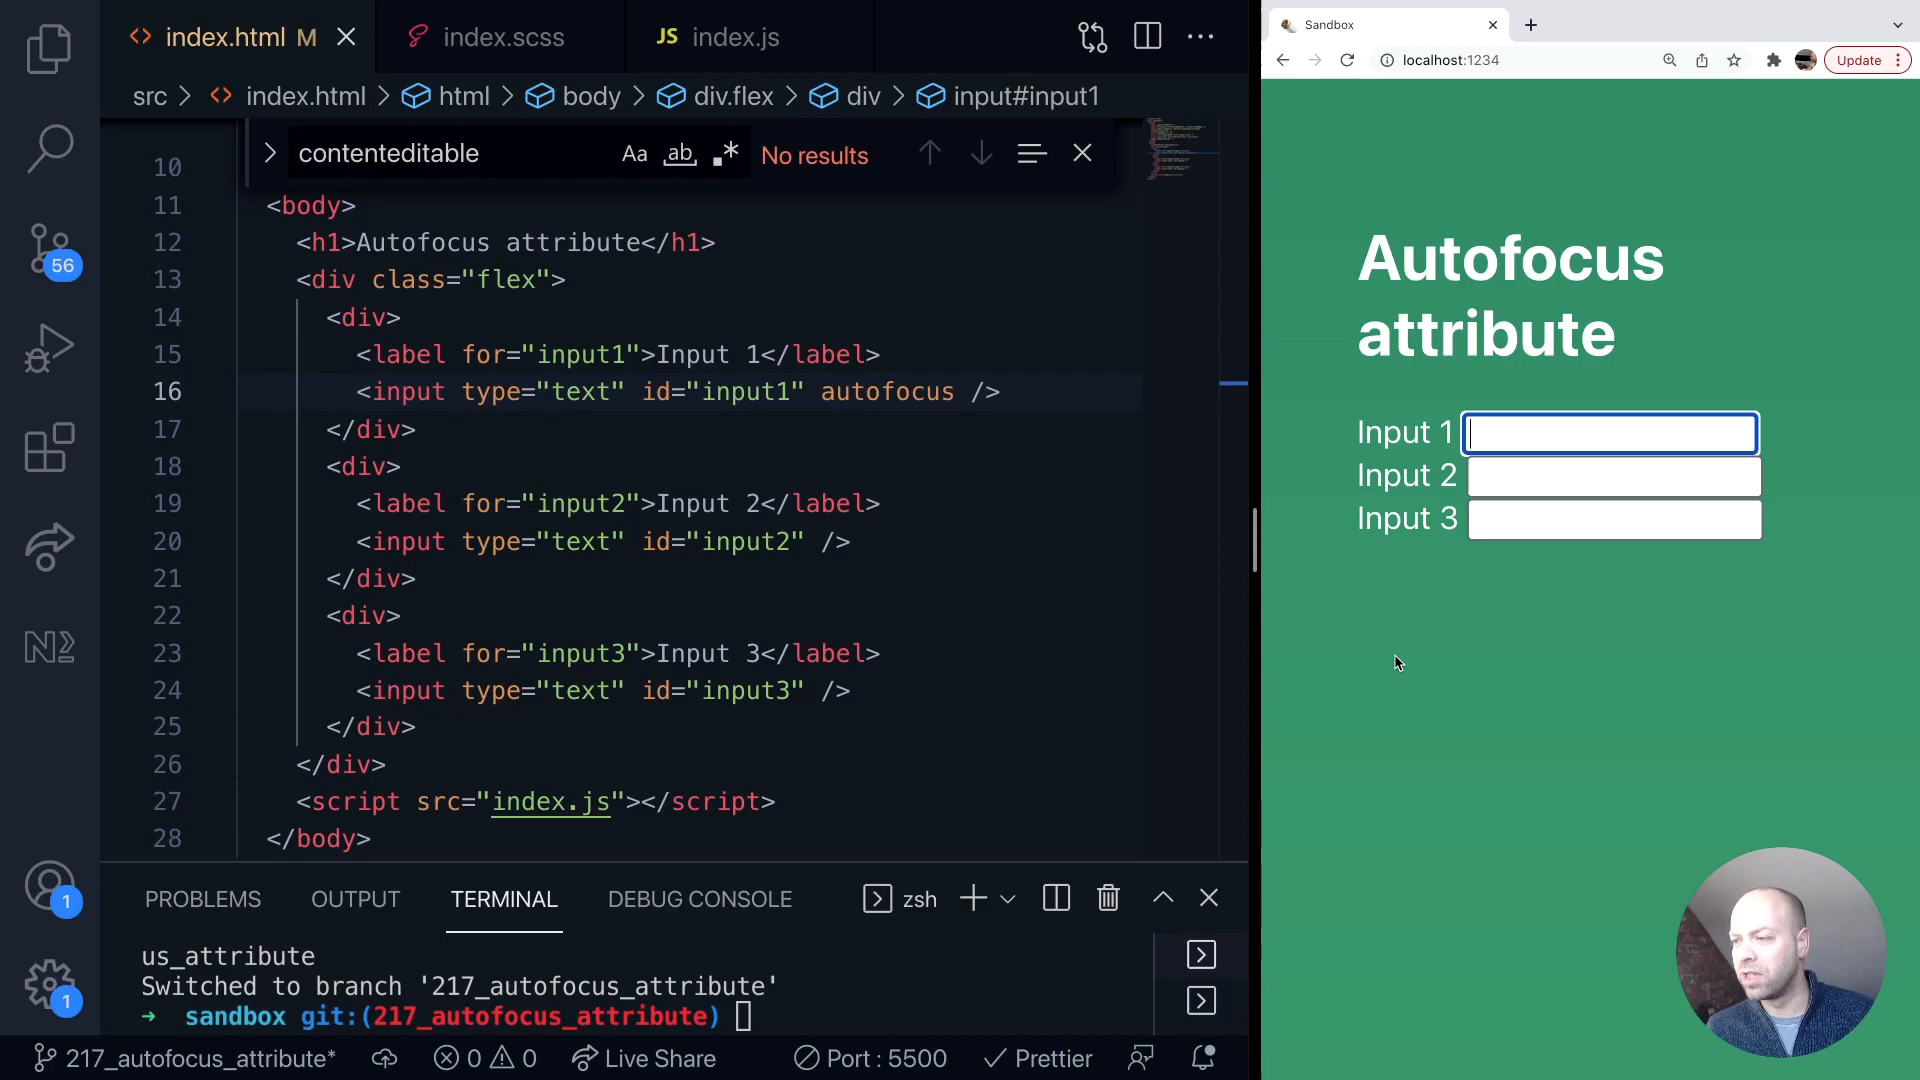 index.html M
index.scss
JS index.js
src > index.html > html > body > div.flex > div > input#input1
contenteditable
Aa ab .* No results
10
11 <body>
12 <h1>Autofocus attribute</h1>
13 <div class="flex">
14 <div>
15 <label for="input1">Input 1</label>
16 <input type="text" id="input1" autofocus />
17 </div>
18 <div>
19 <label for="input2">Input 2</label>
20 <input type="text" id="input2" />
21 </div>
22 <div>
23 <label for="input3">Input 3</label>
24 <input type="text" id="input3" />
25 </div>
26 </div>
27 <script src="index.js"></script>
28 </body>
56
1
1
PROBLEMS OUTPUT TERMINAL DEBUG CONSOLE
zsh
us_attribute
Switched to branch '217_autofocus_attribute'
→ sandbox git:(217_autofocus_attribute)
217_autofocus_attribute* 0 0 Live Share Port : 5500 Prettier
Sandbox
localhost:1234
Update
Autofocus
attribute
Input 1
Input 2
Input 3